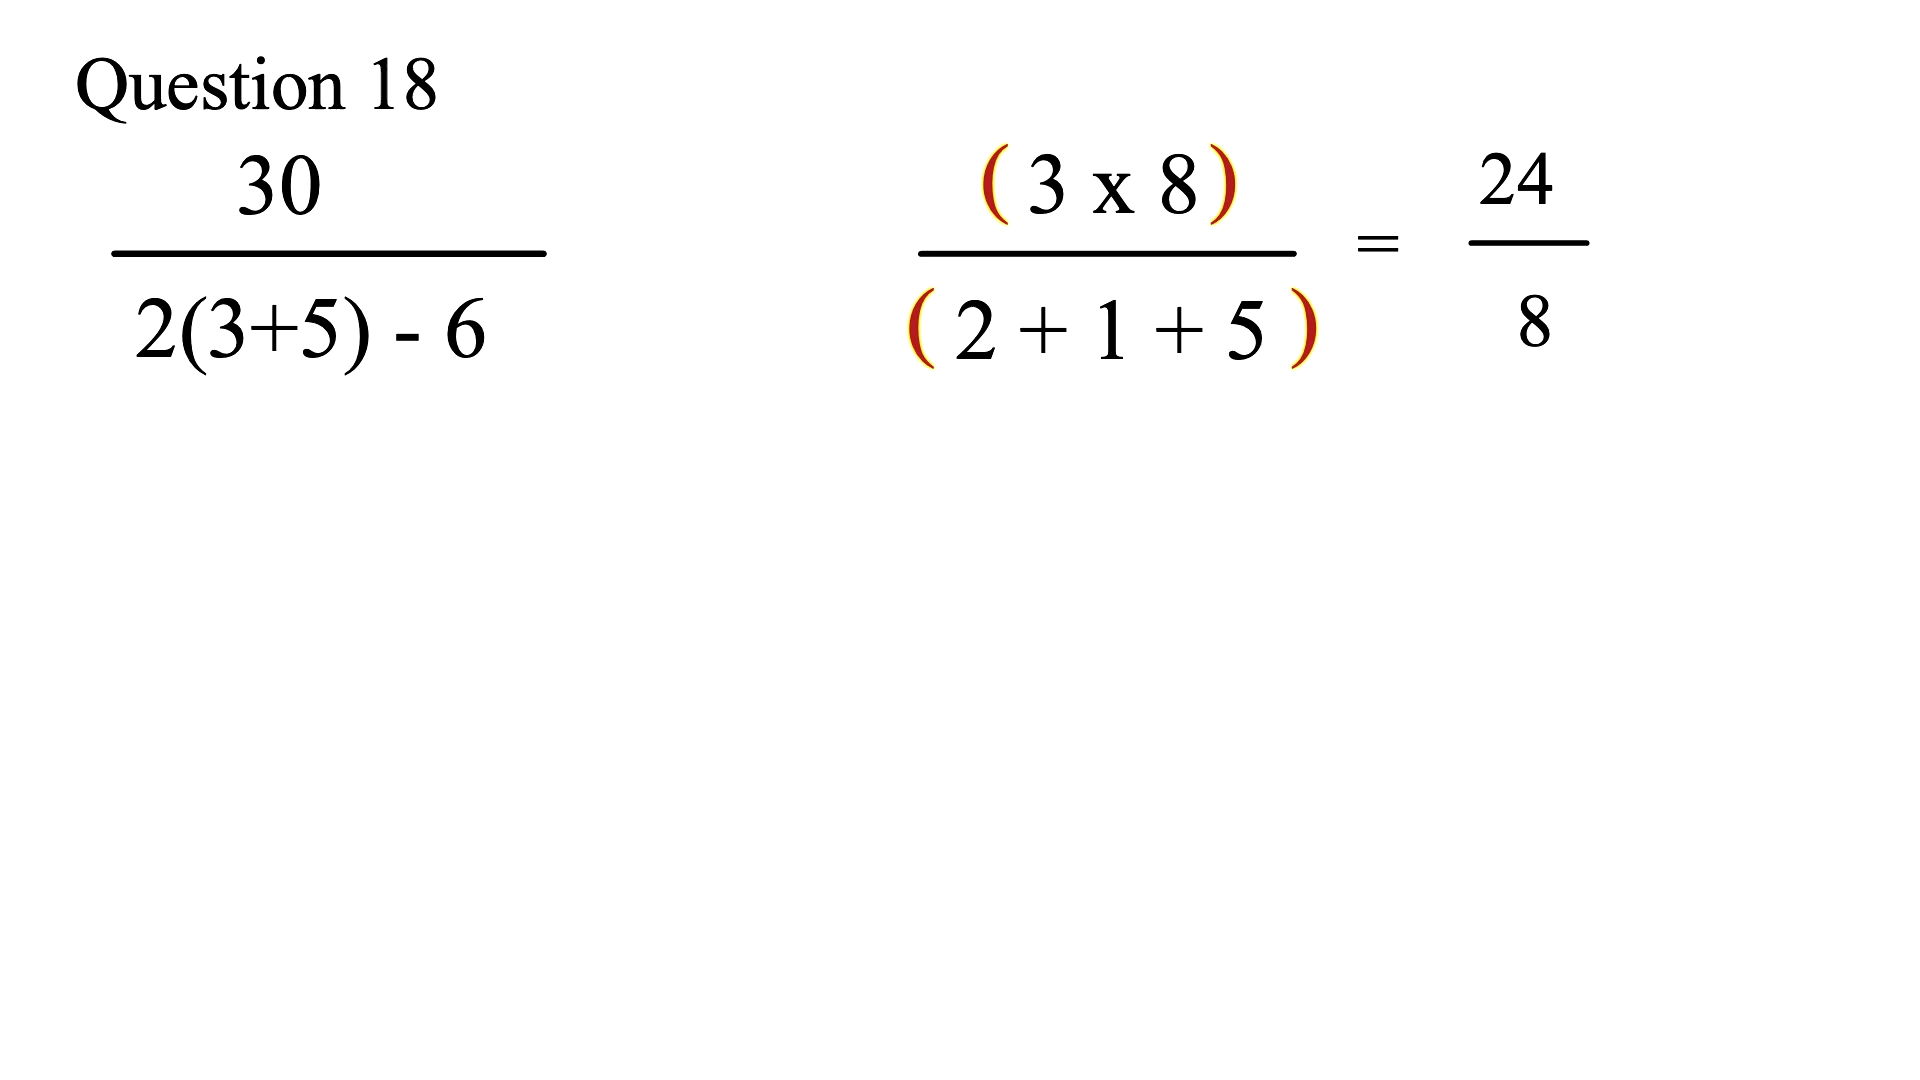 Question 18
30
2(3+5) - 6
( 3 x 8 )
( 2 + 1 + 5 )
=
24
8